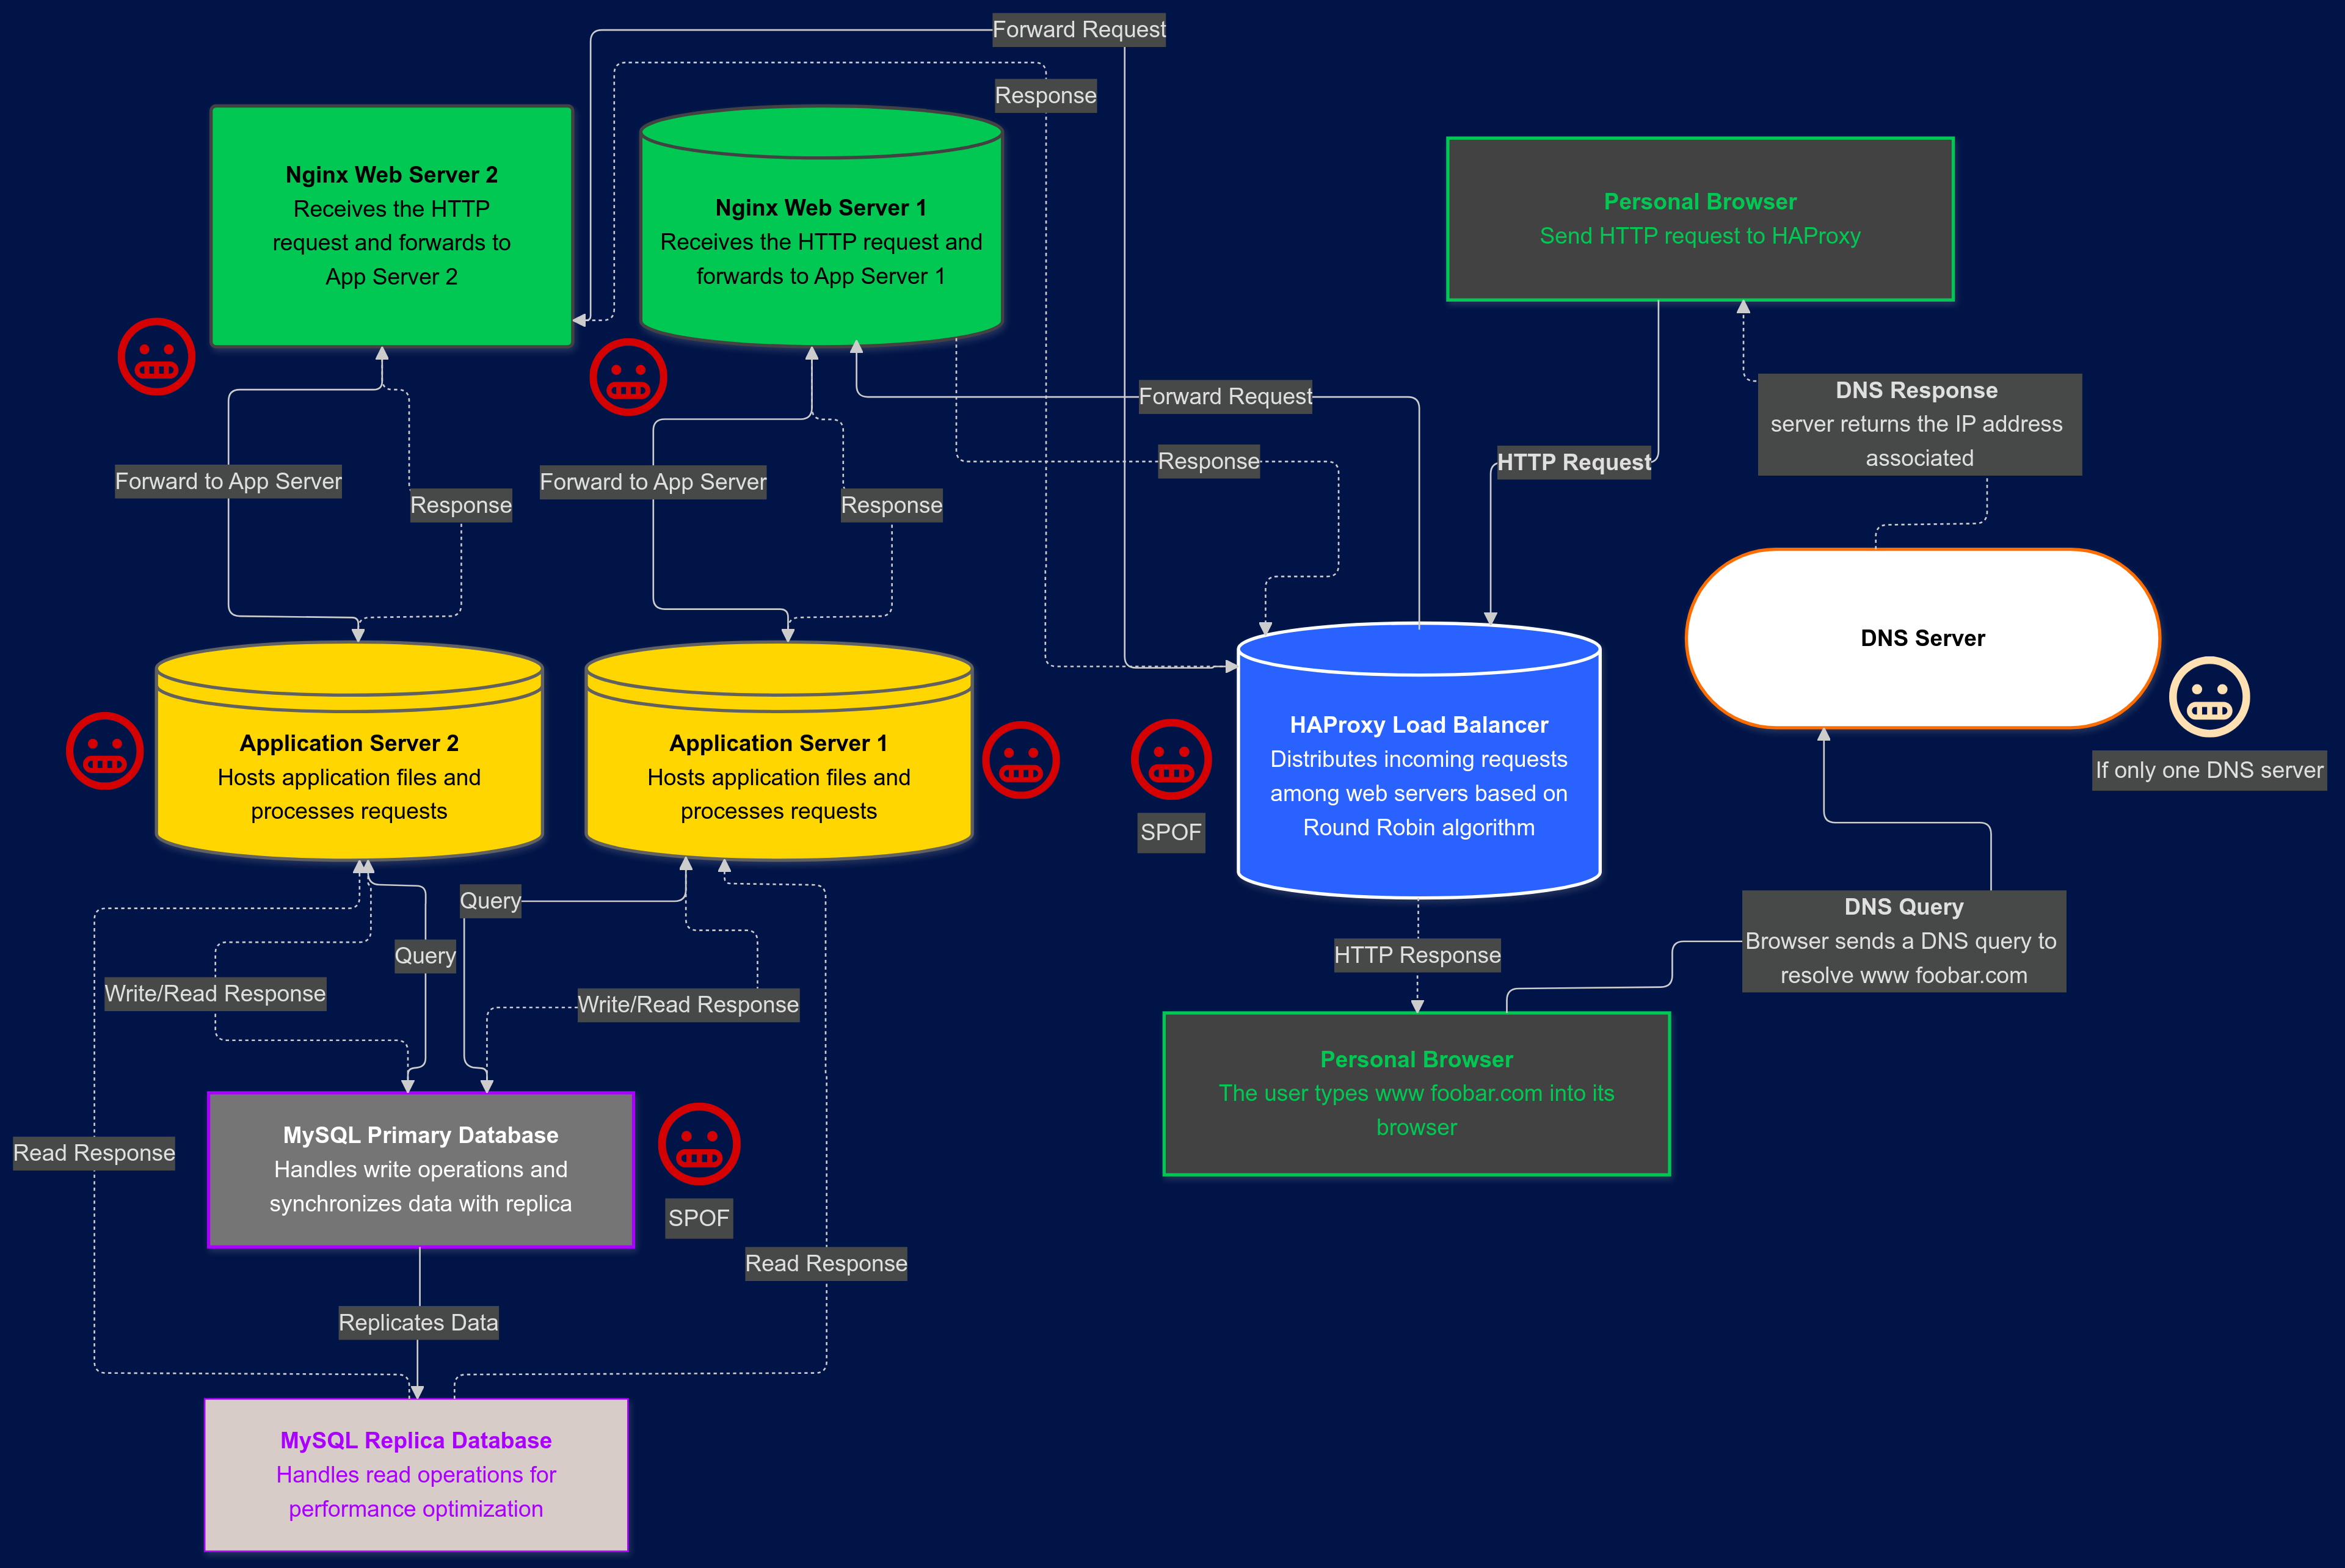 Forward Request
Response
Nginx Web Server 2
Receives the HTTP
request and forwards to
App Server 2
Nginx Web Server 1
Receives the HTTP request and
forwards to App Server 1
Personal Browser
Send HTTP request to HAProxy
DNS Response
server returns the IP address
associated
Forward Request
Response
HTTP Request
Forward to App Server
Response
Forward to App Server
Response
DNS Server
If only one DNS server
Application Server 2
Hosts application files and
processes requests
Application Server 1
Hosts application files and
processes requests
SPOF
HAProxy Load Balancer
Distributes incoming requests
among web servers based on
Round Robin algorithm
Query
Query
Write/Read Response
Write/Read Response
HTTP Response
DNS Query
Browser sends a DNS query to
resolve www foobar.com
Personal Browser
The user types www foobar.com into its
browser
MySQL Primary Database
Handles write operations and
synchronizes data with replica
SPOF
Read Response
Read Response
Replicates Data
MySQL Replica Database
Handles read operations for
performance optimization